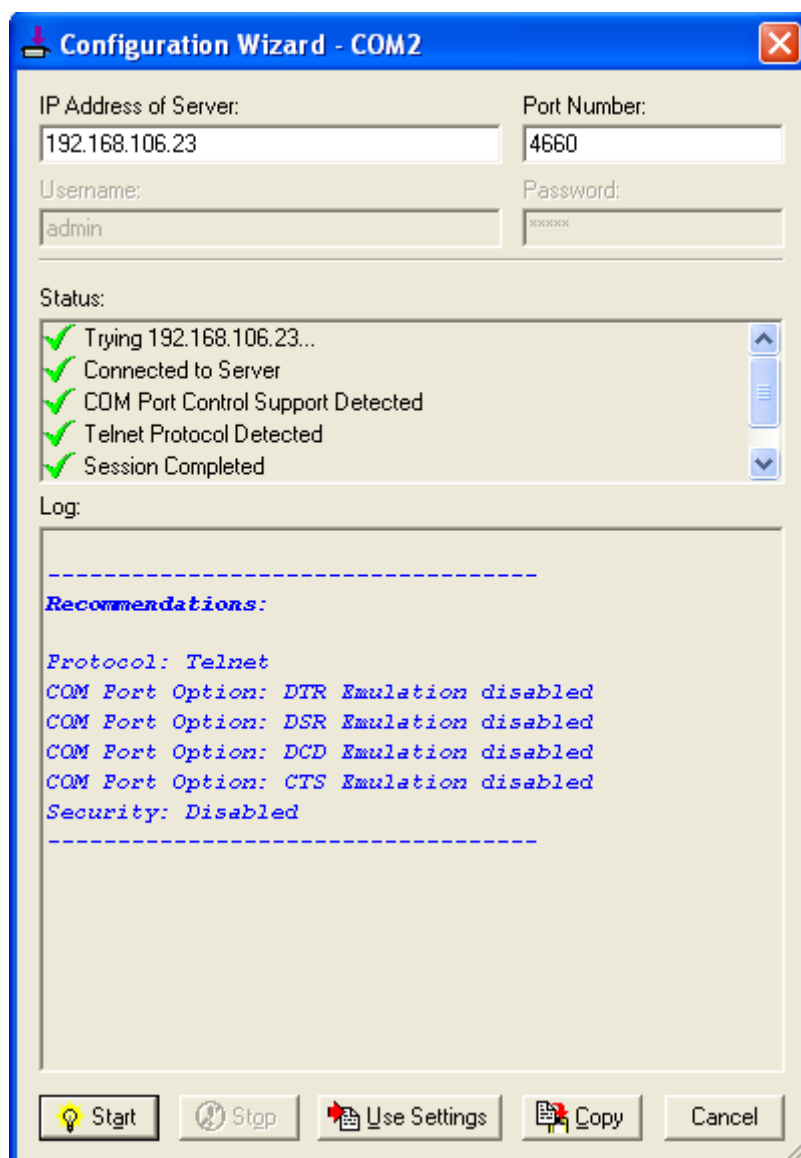 Configuration Wizard - COM2
IP Address of Server: Port Number:
192.168.106.23 4660
Username: Password:
admin *****
Status:
Trying 192.168.106.23...
Connected to Server
COM Port Control Support Detected
Telnet Protocol Detected
Session Completed
Log:
-----------------------------------
Recommendations:
Protocol: Telnet
COM Port Option: DTR Emulation disabled
COM Port Option: DSR Emulation disabled
COM Port Option: DCD Emulation disabled
COM Port Option: CTS Emulation disabled
Security: Disabled
-----------------------------------
Start Stop Use Settings Copy Cancel